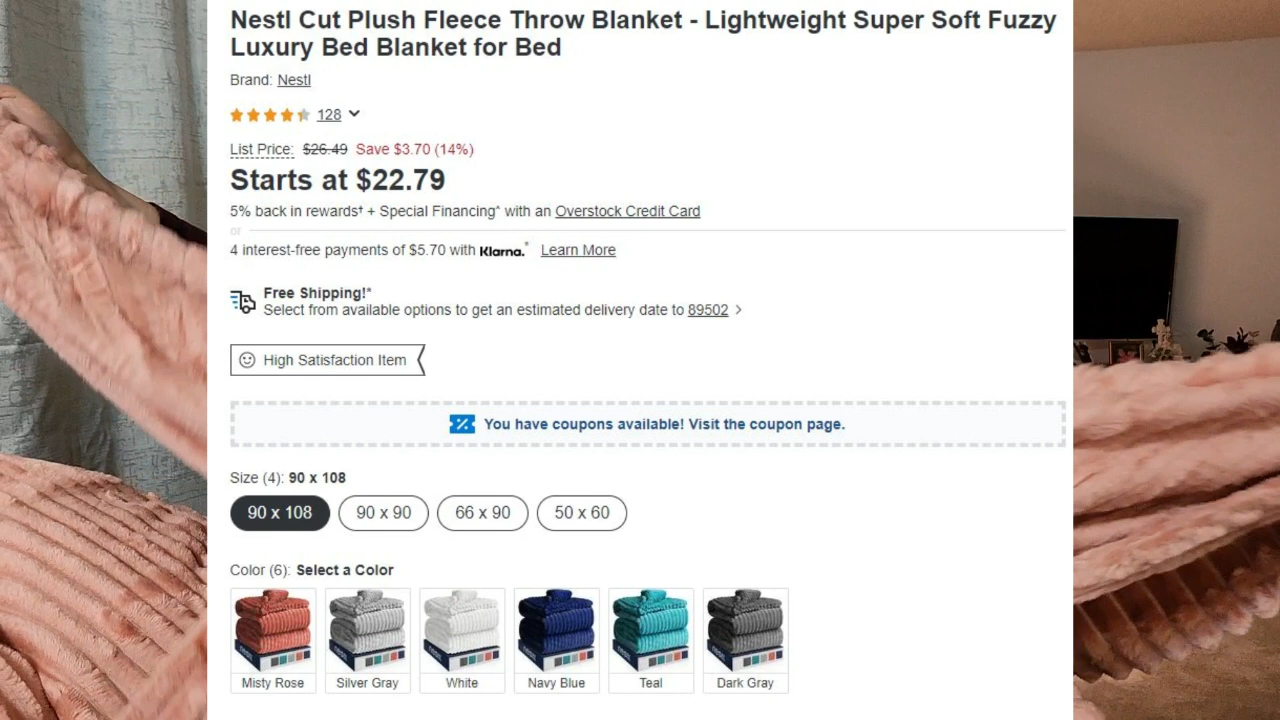 Nestl Cut Plush Fleece Throw Blanket - Lightweight Super Soft Fuzzy
Luxury Bed Blanket for Bed
Brand: Nestl
128
List Price: $26.49 Save $3.70 (14%)
Starts at $22.79
5% back in rewards† + Special Financing^ with an Overstock Credit Card
or
4 interest-free payments of $5.70 with Klarna.* Learn More
Free Shipping!*
Select from available options to get an estimated delivery date to 89502 >
High Satisfaction Item
You have coupons available! Visit the coupon page.
Size (4): 90 x 108
90 x 108 90 x 90 66 x 90 50 x 60
Color (6): Select a Color
Misty Rose Silver Gray White Navy Blue Teal Dark Gray